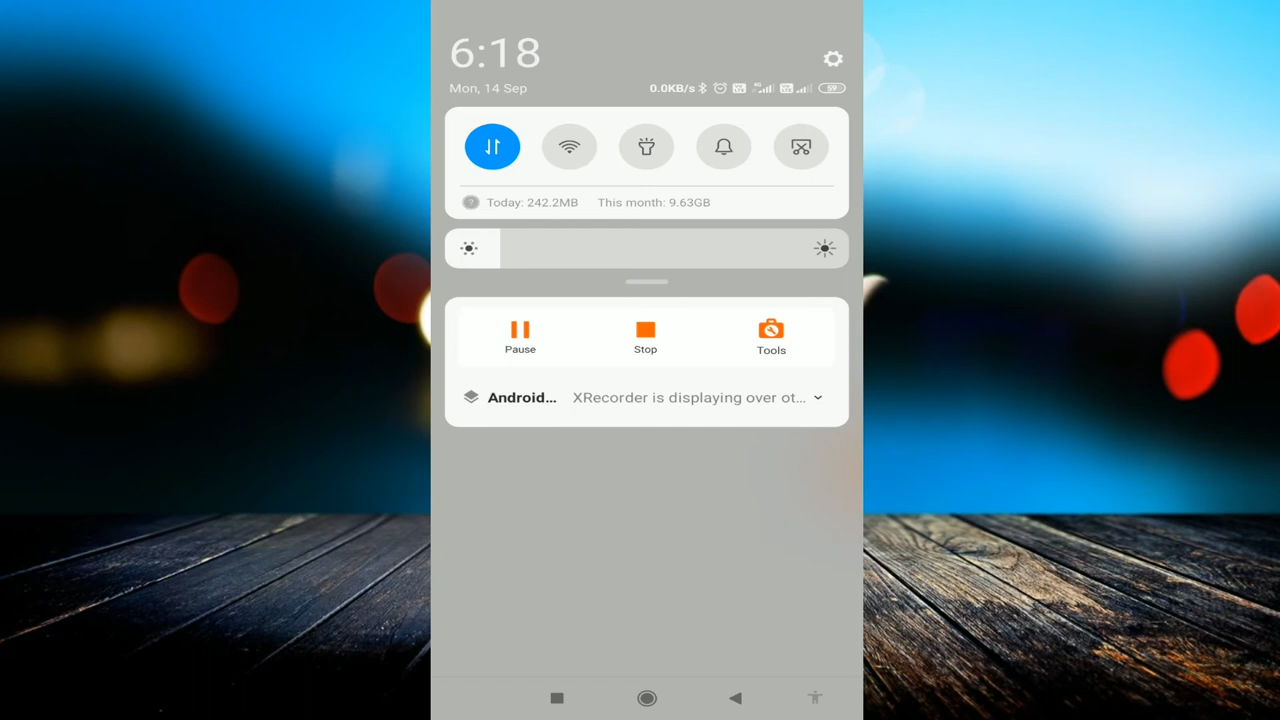 6:18
Mon, 14 Sep
0.0KB/s 59
Today: 242.2MB This month: 9.63GB
Pause Stop Tools
Android... XRecorder is displaying over ot...